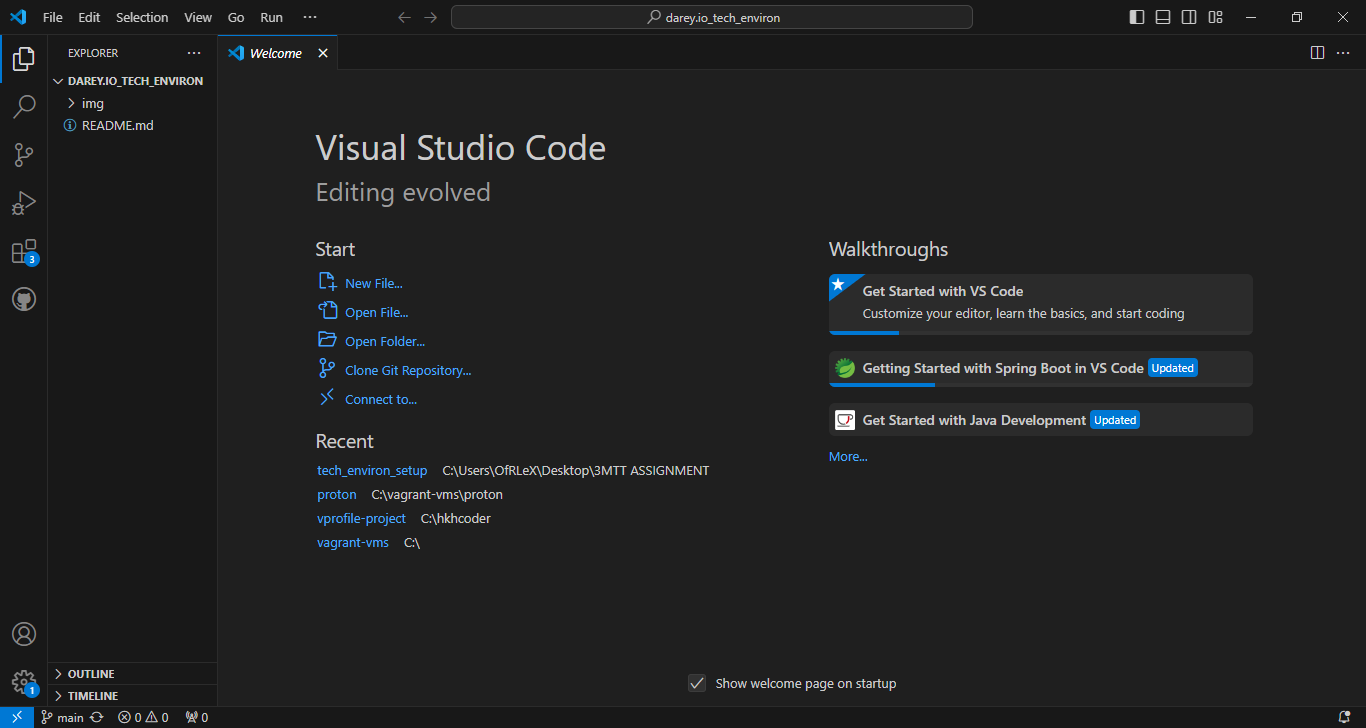 File Edit Selection View Go Run ···
darey.io_tech_environ
EXPLORER ···
Welcome
DAREY.IO_TECH_ENVIRON
img
README.md
Visual Studio Code
Editing evolved
Start
New File...
Open File...
Open Folder...
Clone Git Repository...
Connect to...
Recent
tech_environ_setup C:\Users\OfRLeX\Desktop\3MTT ASSIGNMENT
proton C:\vagrant-vms\proton
vprofile-project C:\hkhcoder
vagrant-vms C:\
Walkthroughs
Get Started with VS Code
Customize your editor, learn the basics, and start coding
Getting Started with Spring Boot in VS Code Updated
Get Started with Java Development Updated
More...
3
1
OUTLINE
TIMELINE
Show welcome page on startup
main 0 0 0